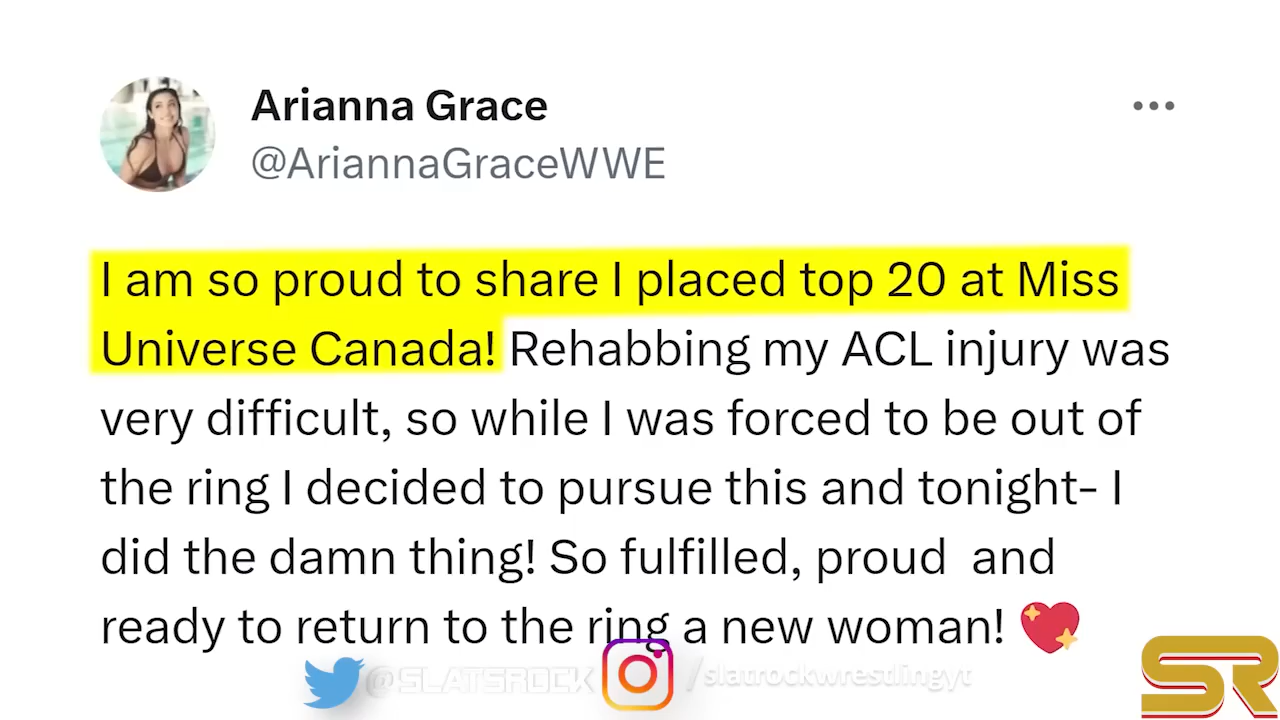 Arianna Grace
@AriannaGraceWWE
I am so proud to share I placed top 20 at Miss
Universe Canada! Rehabbing my ACL injury was
very difficult, so while I was forced to be out of
the ring I decided to pursue this and tonight- I
did the damn thing! So fulfilled, proud  and
ready to return to the ring a new woman! 💖
@SLATSROCK /slatrockwrestlingyt
SR